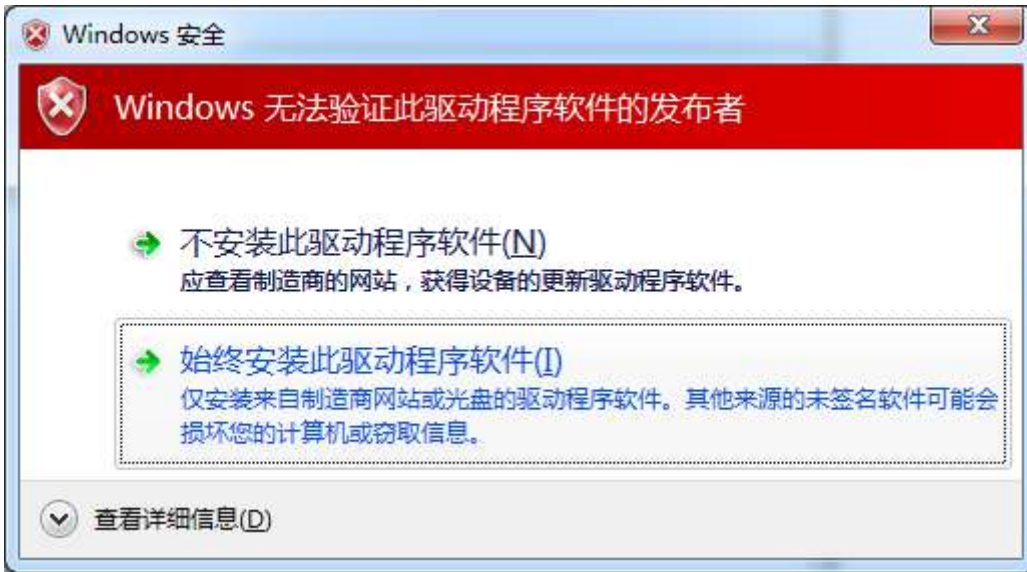 Windows 安全
Windows 无法验证此驱动程序软件的发布者
不安装此驱动程序软件(N)
应查看制造商的网站，获得设备的更新驱动程序软件。
始终安装此驱动程序软件(I)
仅安装来自制造商网站或光盘的驱动程序软件。其他来源的未签名软件可能会
损坏您的计算机或窃取信息。
查看详细信息(D)